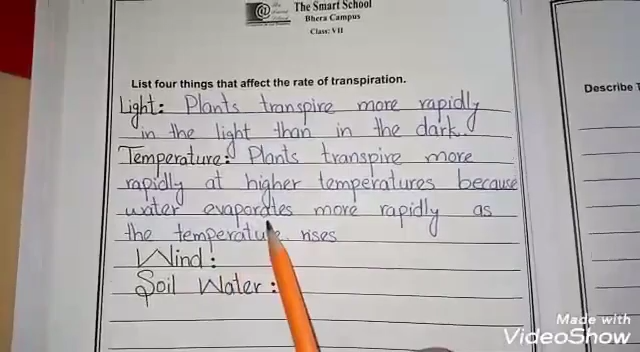 The Smart School
Bhera Campus
Class: VII
List four things that affect the rate of transpiration.
Light: Plants transpire more rapidly
in the light than in the dark.
Temperature: Plants transpire more
rapidly at higher temperatures because
water evaporates more rapidly as
the temperature rises
Wind:
Soil Water:
Describe
Made with
VideoShow